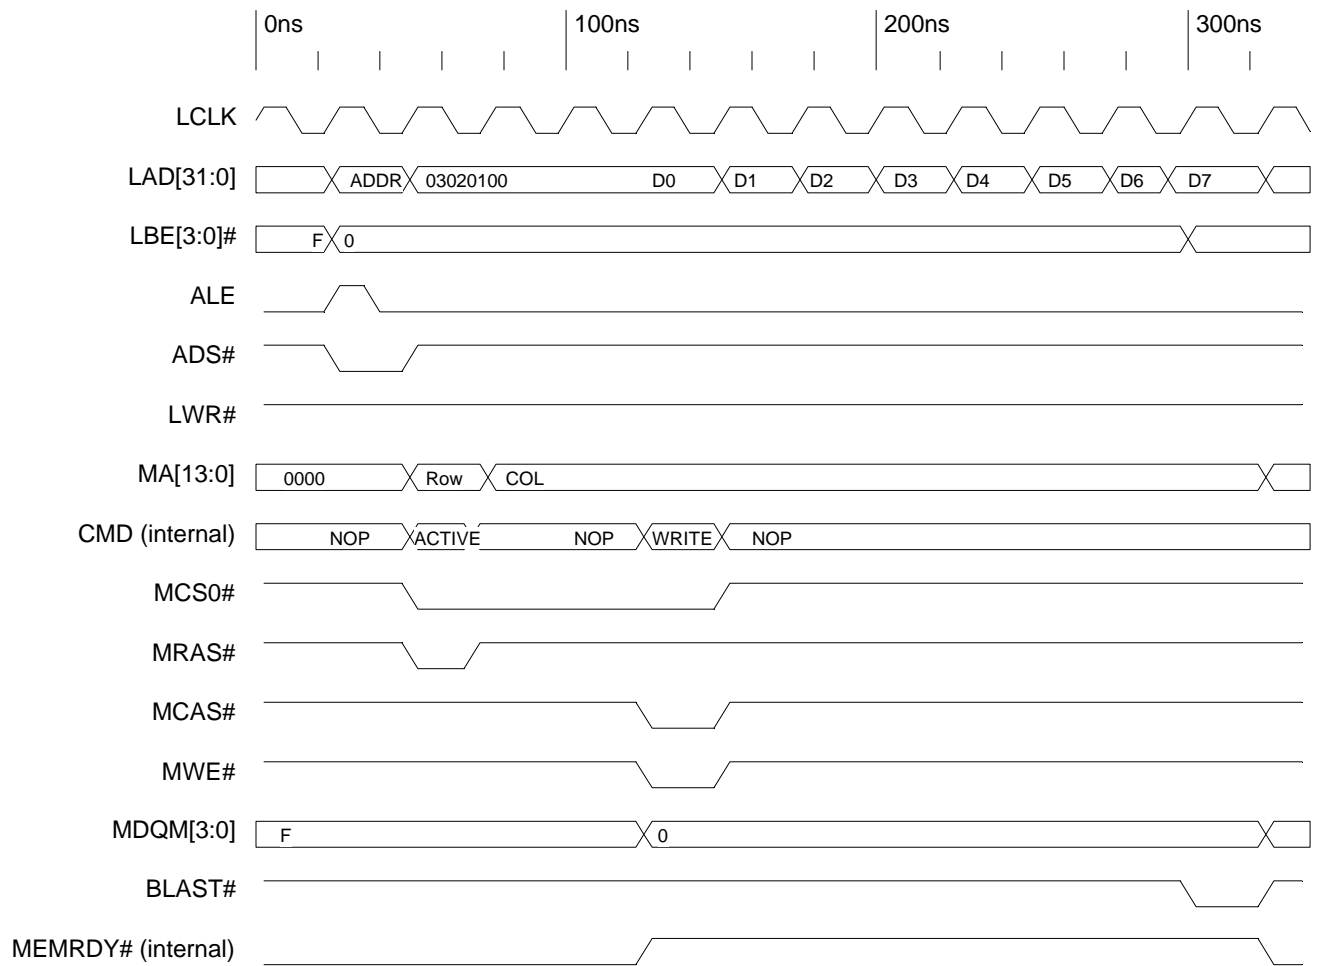 0ns 100ns 200ns 300ns
LCLK
LAD[31:0] ADDR 03020100 D0 D1 D2 D3 D4 D5 D6 D7
LBE[3:0]# F 0
ALE
ADS#
LWR#
MA[13:0] 0000 Row COL
CMD (internal) NOP ACTIVE NOP WRITE NOP
MCS0#
MRAS#
MCAS#
MWE#
MDQM[3:0] F 0
BLAST#
MEMRDY# (internal)